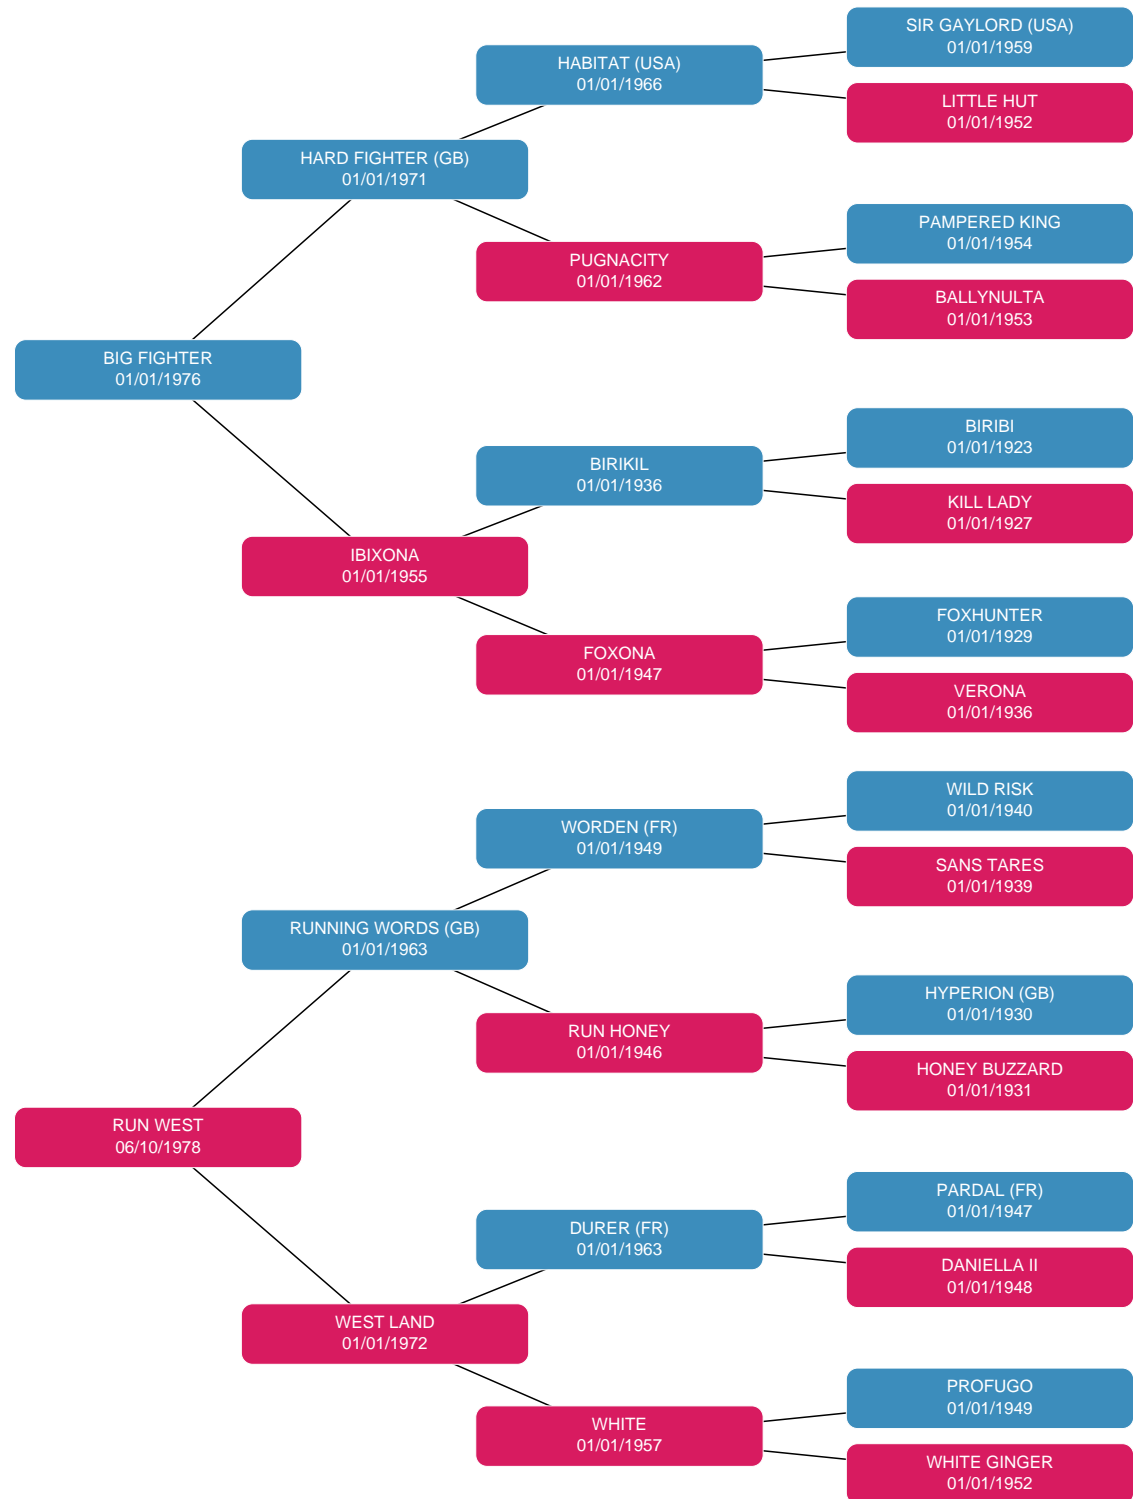 SIR GAYLORD (USA)
01/01/1959
HABITAT (USA)
01/01/1966
LITTLE HUT
01/01/1952
HARD FIGHTER (GB)
01/01/1971
PAMPERED KING
01/01/1954
PUGNACITY
01/01/1962
BALLYNULTA
01/01/1953
BIG FIGHTER
01/01/1976
BIRIBI
01/01/1923
BIRIKIL
01/01/1936
KILL LADY
01/01/1927
IBIXONA
01/01/1955
FOXHUNTER
01/01/1929
FOXONA
01/01/1947
VERONA
01/01/1936
WILD RISK
01/01/1940
WORDEN (FR)
01/01/1949
SANS TARES
01/01/1939
RUNNING WORDS (GB)
01/01/1963
HYPERION (GB)
01/01/1930
RUN HONEY
01/01/1946
HONEY BUZZARD
01/01/1931
RUN WEST
06/10/1978
PARDAL (FR)
01/01/1947
DURER (FR)
01/01/1963
DANIELLA II
01/01/1948
WEST LAND
01/01/1972
PROFUGO
01/01/1949
WHITE
01/01/1957
WHITE GINGER
01/01/1952